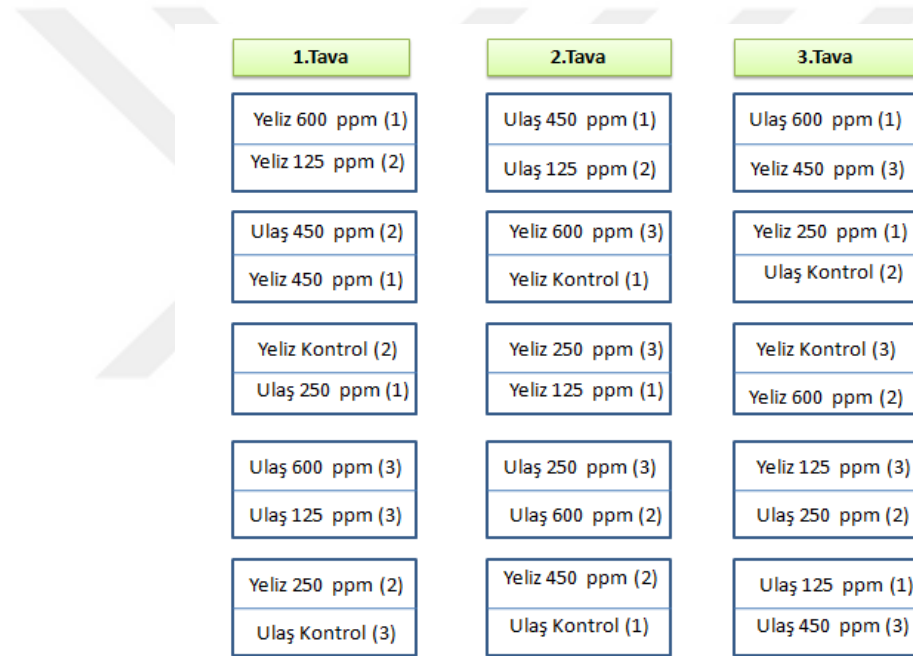 1.Tava
Yeliz 600 ppm (1)
Yeliz 125 ppm (2)
Ulaş 450 ppm (2)
Yeliz 450 ppm (1)
Yeliz Kontrol (2)
Ulaş 250 ppm (1)
Ulaş 600 ppm (3)
Ulaş 125 ppm (3)
Yeliz 250 ppm (2)
Ulaş Kontrol (3)
2.Tava
Ulaş 450 ppm (1)
Ulaş 125 ppm (2)
Yeliz 600 ppm (3)
Yeliz Kontrol (1)
Yeliz 250 ppm (3)
Yeliz 125 ppm (1)
Ulaş 250 ppm (3)
Ulaş 600 ppm (2)
Yeliz 450 ppm (2)
Ulaş Kontrol (1)
3.Tava
Ulaş 600 ppm (1)
Yeliz 450 ppm (3)
Yeliz 250 ppm (1)
Ulaş Kontrol (2)
Yeliz Kontrol (3)
Yeliz 600 ppm (2)
Yeliz 125 ppm (3)
Ulaş 250 ppm (2)
Ulaş 125 ppm (1)
Ulaş 450 ppm (3)